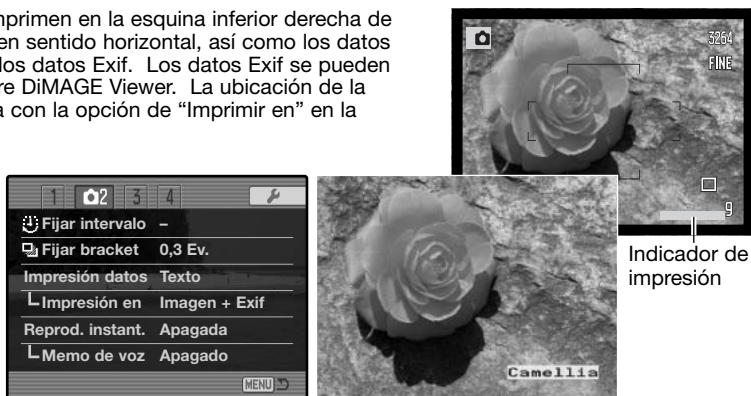 nprimen en la esquina inferior derecha de
en sentido horizontal, así como los datos
los datos Exif. Los datos Exif se pueden
re DiMAGE Viewer. La ubicación de la
a con la opción de “Imprimir en” en la
3264
FINE
9
Indicador de
impresión
1 2 3 4
Fijar intervalo –
Fijar bracket 0,3 Ev.
Impresión datos Texto
Impresión en Imagen + Exif
Reprod. instant. Apagada
Memo de voz Apagado
MENU
Camellia